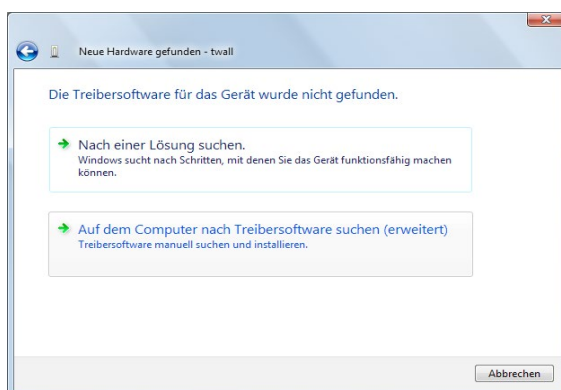 Neue Hardware gefunden - twall
Die Treibersoftware für das Gerät wurde nicht gefunden.
Nach einer Lösung suchen.
Windows sucht nach Schritten, mit denen Sie das Gerät funktionsfähig machen
können.
Auf dem Computer nach Treibersoftware suchen (erweitert)
Treibersoftware manuell suchen und installieren.
Abbrechen